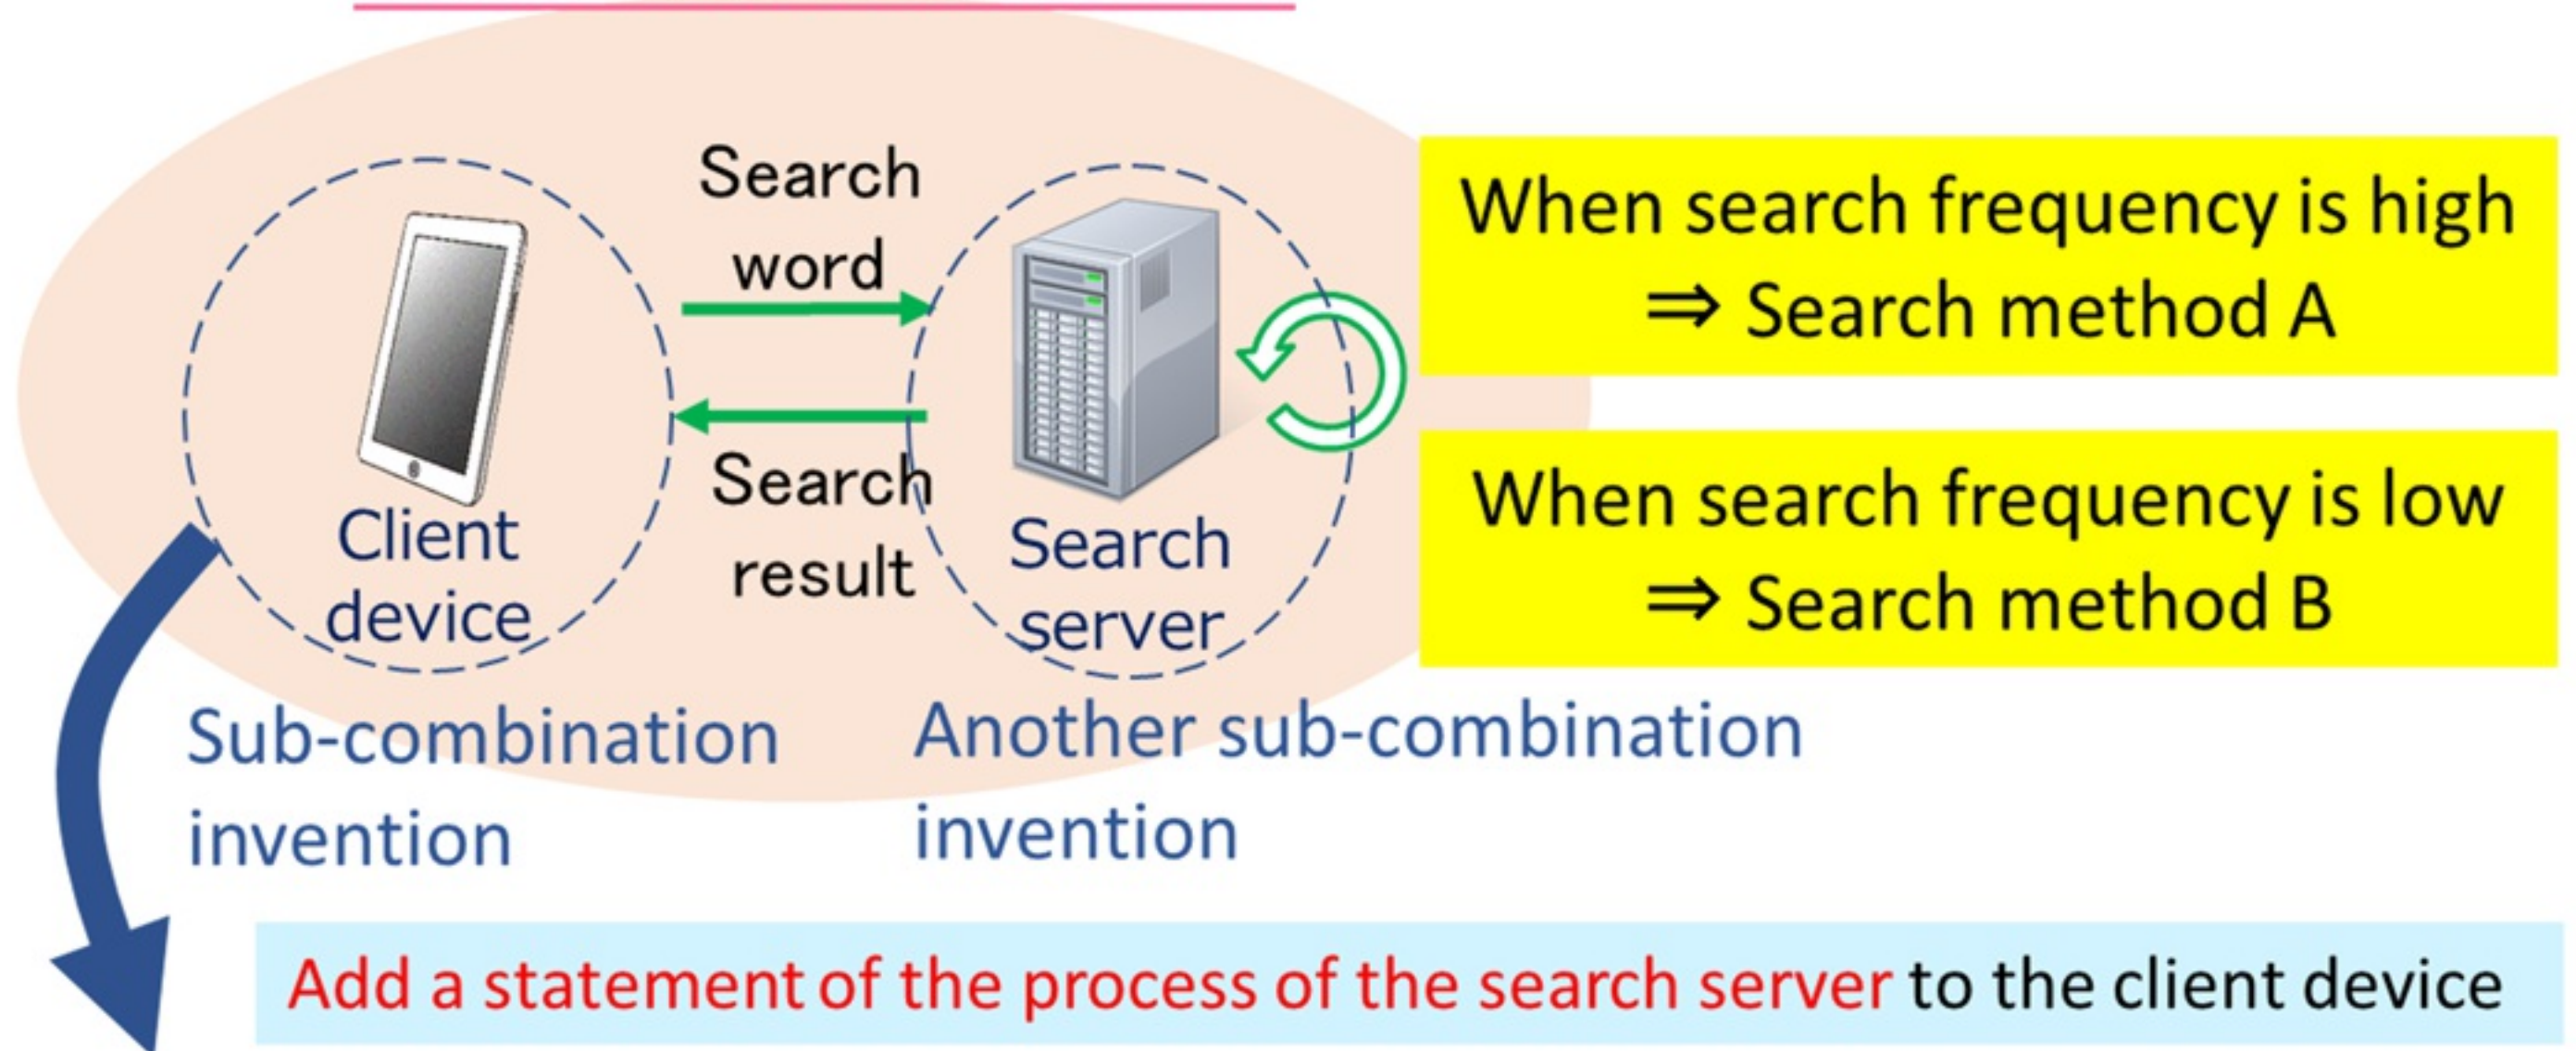 Search
word
When search frequency is high
⇒ Search method A
Search
result
When search frequency is low
⇒ Search method B
Client
device
Search
server
Sub-combination
invention
Another sub-combination
invention
Add a statement of the process of the search server to the client device